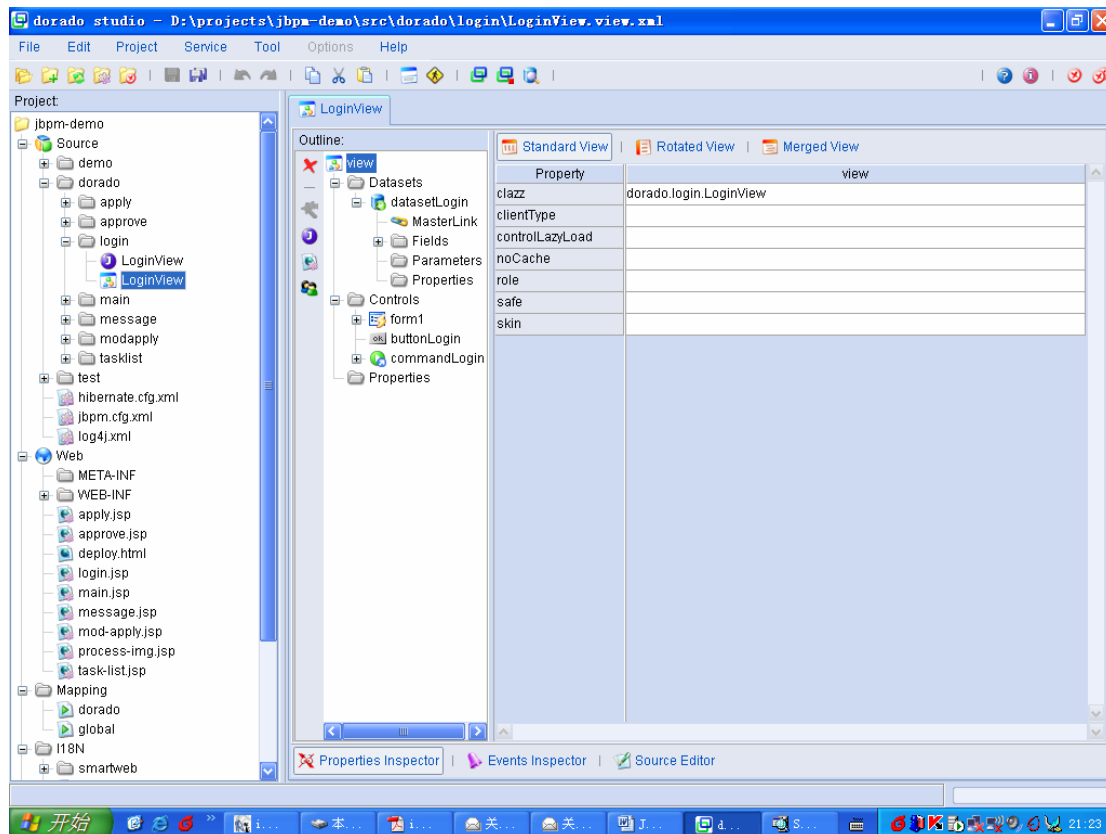 dorado studio - D:\projects\jbpm-demo\src\dorado\login\LoginView.view.xml
File Edit Project Service Tool Options Help
Project:
jbpm-demo
Source
demo
dorado
apply
approve
login
LoginView
LoginView
main
message
modapply
tasklist
test
hibernate.cfg.xml
jbpm.cfg.xml
log4j.xml
Web
META-INF
WEB-INF
apply.jsp
approve.jsp
deploy.html
login.jsp
main.jsp
message.jsp
mod-apply.jsp
process-img.jsp
task-list.jsp
Mapping
dorado
global
I18N
smartweb
LoginView
Outline:
view
Datasets
datasetLogin
MasterLink
Fields
Parameters
Properties
Controls
form1
OK buttonLogin
commandLogin
Properties
Standard View Rotated View Merged View
Property view
clazz dorado.login.LoginView
clientType
controlLazyLoad
noCache
role
safe
skin
Properties Inspector Events Inspector Source Editor
开始 » i... 本... i... 关... 关... J... d... S... 21:23